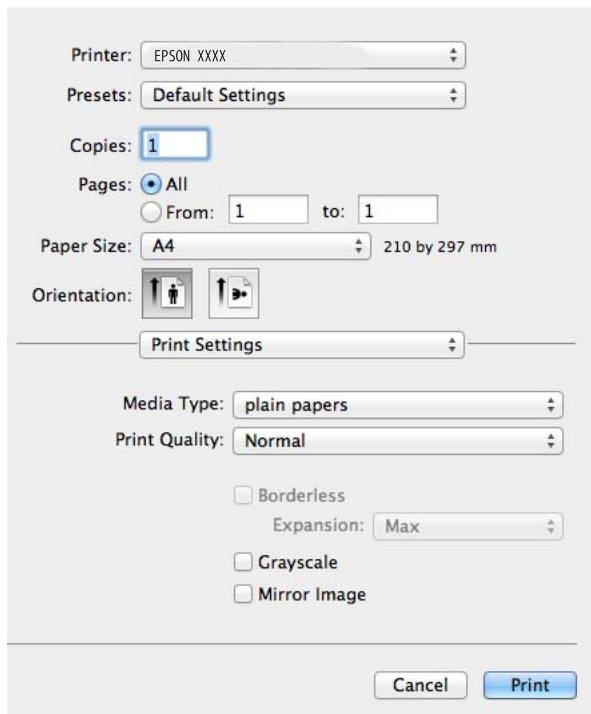 Printer: EPSON XXXX
Presets: Default Settings
Copies: 1
Pages: All
From: 1 to: 1
Paper Size: A4 210 by 297 mm
Orientation:
Print Settings
Media Type: plain papers
Print Quality: Normal
Borderless
Expansion: Max
Grayscale
Mirror Image
Cancel Print